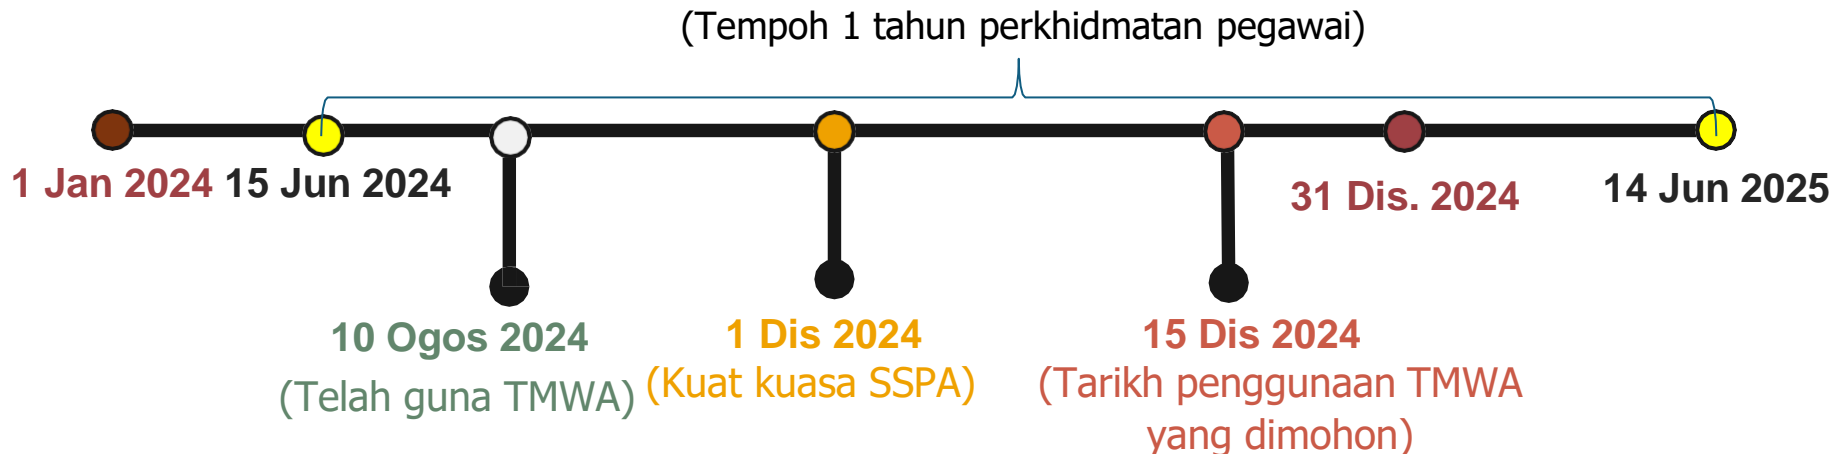 (Tempoh 1 tahun perkhidmatan pegawai)
1 Jan 2024
15 Jun 2024
31 Dis. 2024
14 Jun 2025
10 Ogos 2024
(Telah guna TMWA)
1 Dis 2024
(Kuat kuasa SSPA)
15 Dis 2024
(Tarikh penggunaan TMWA
yang dimohon)